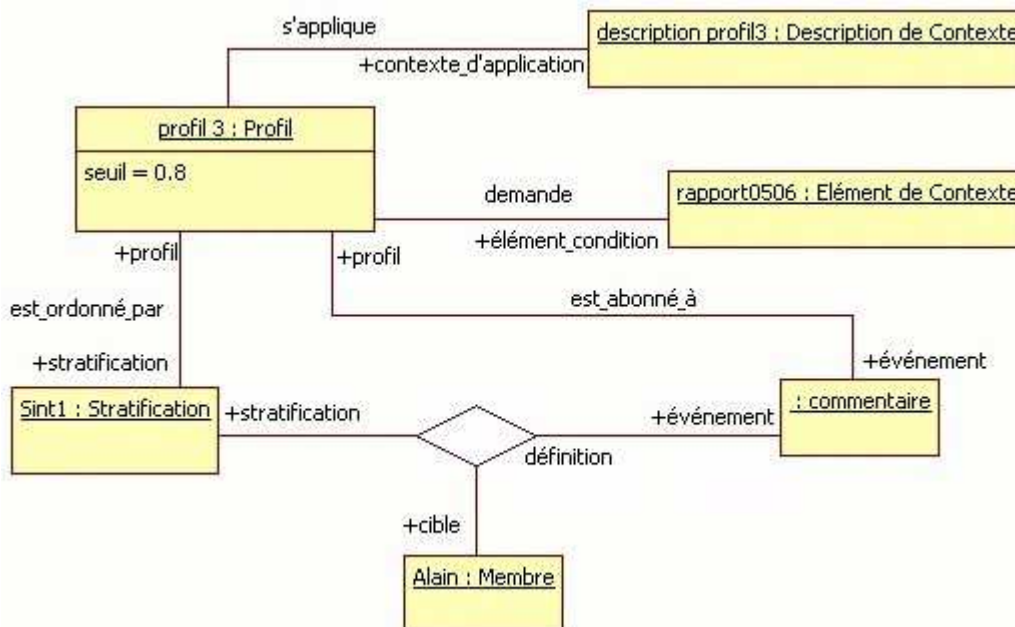 s'applique
description profil3 : Description de Contexte
+contexte_d'application
profil 3 : Profil
seuil = 0.8
demande
rapport0506 : Elément de Contexte
+élément_condition
+profil
+profil
est_ordonné_par
est_abonné_à
+stratification
+événement
Sint1 : Stratification
+stratification
+événement
: commentaire
définition
+cible
Alain : Membre